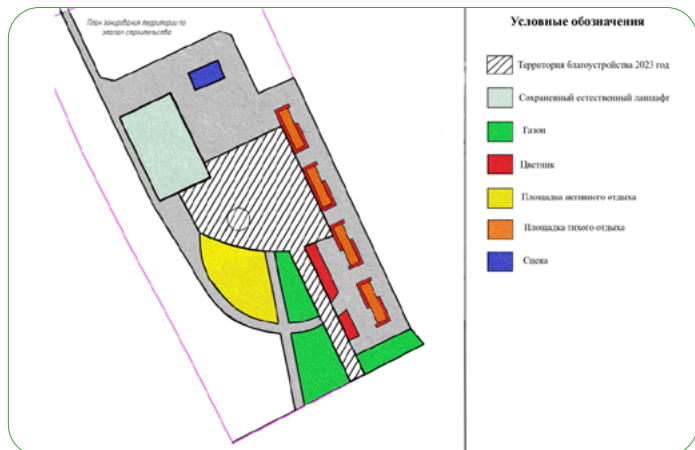 План зонирования территории по
этапам строительства
Условные обозначения
Территория благоустройства 2023 год
Сохраненный естественный ланшафт
Газон
Цветник
Площадка активного отдыха
Площадка тихого отдыха
Сцена